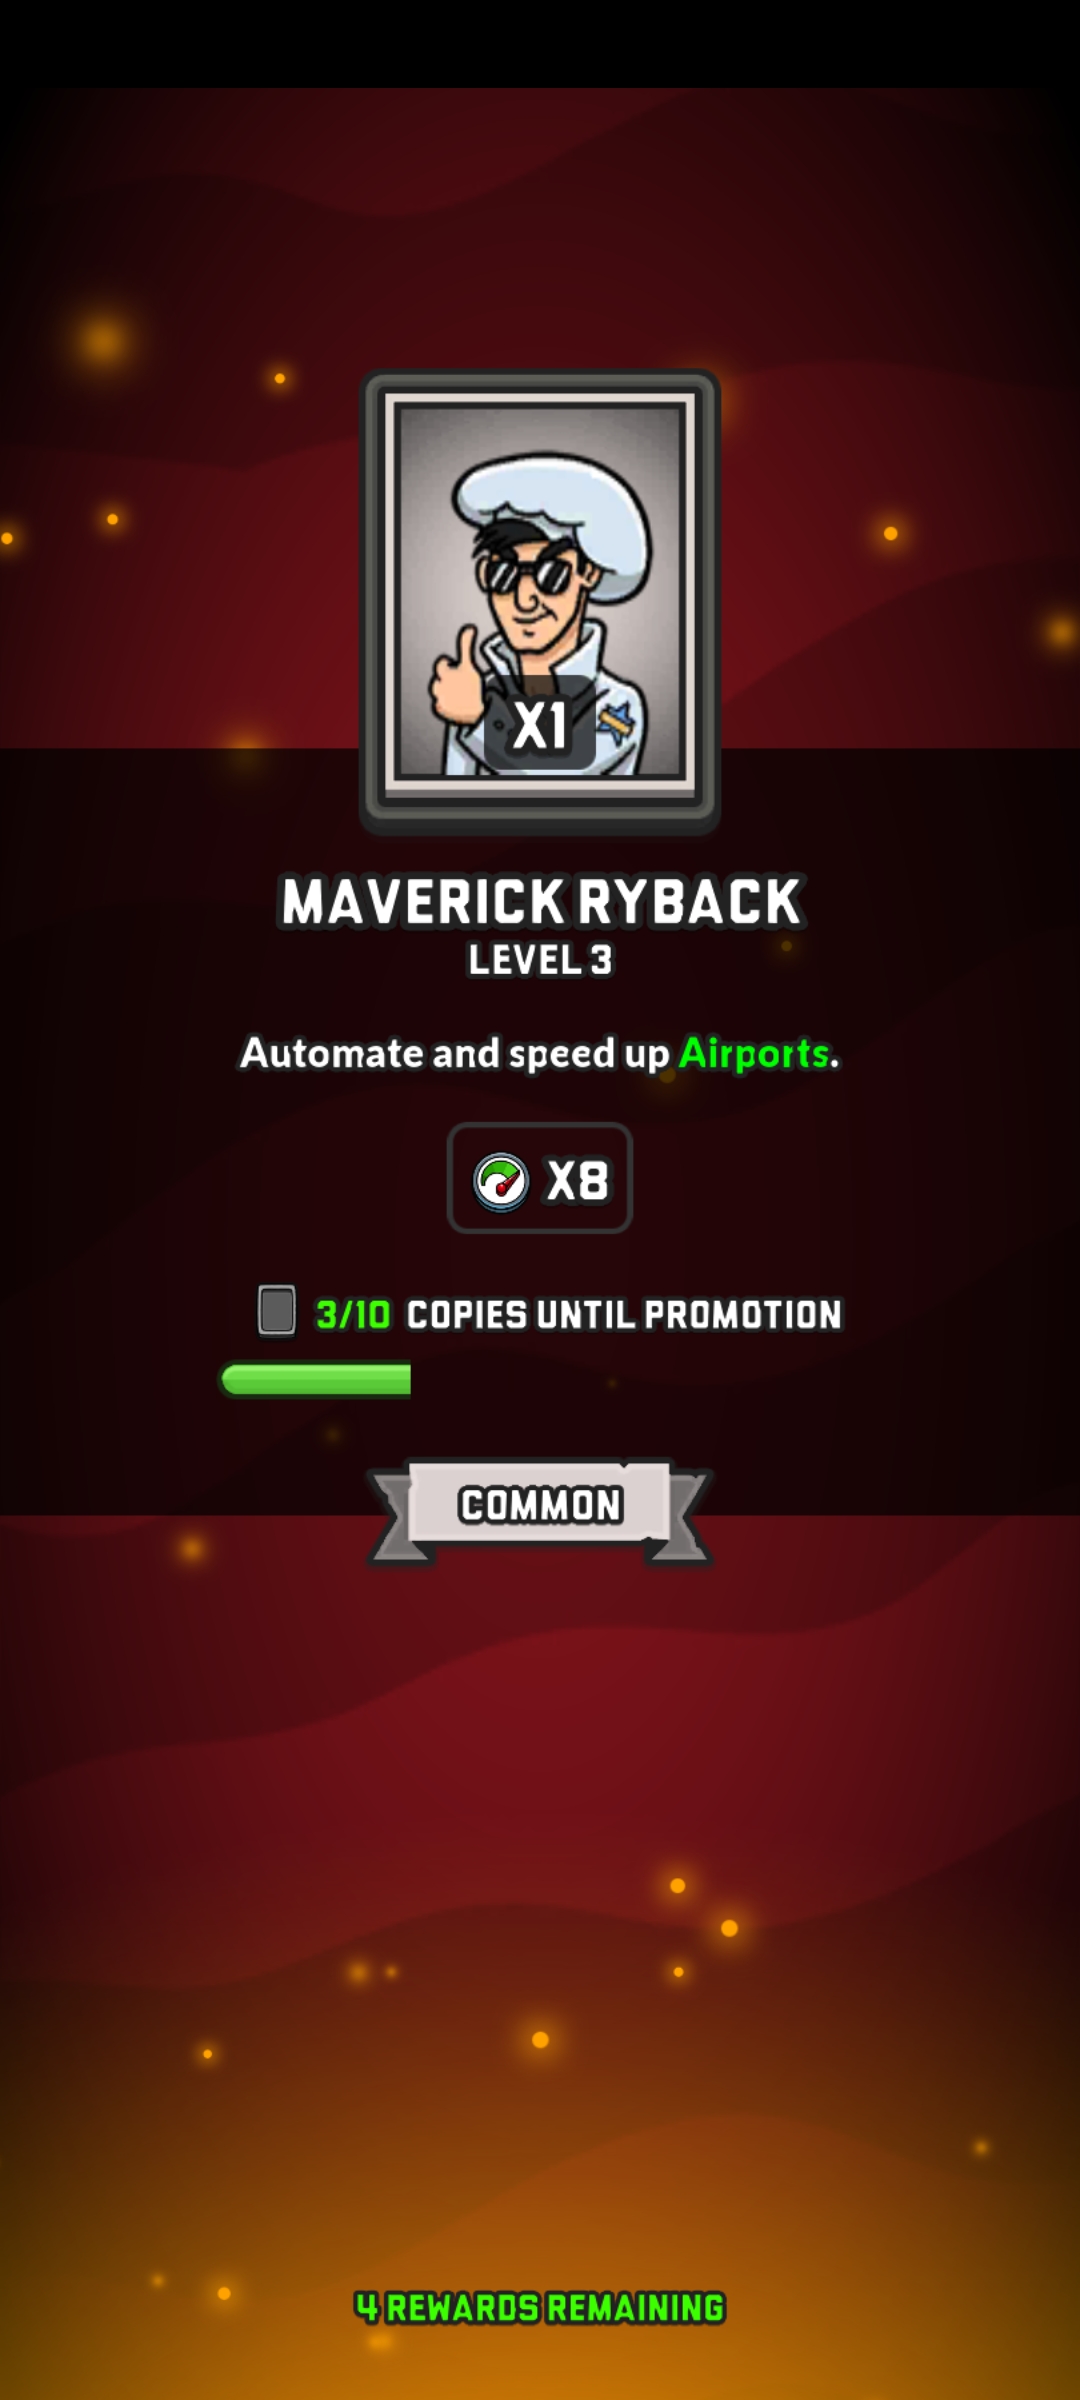 X1
MAVERICK RYBACK
LEVEL 3
Automate and speed up Airports.
X8
3/10 COPIES UNTIL PROMOTION
COMMON
4 REWARDS REMAINING